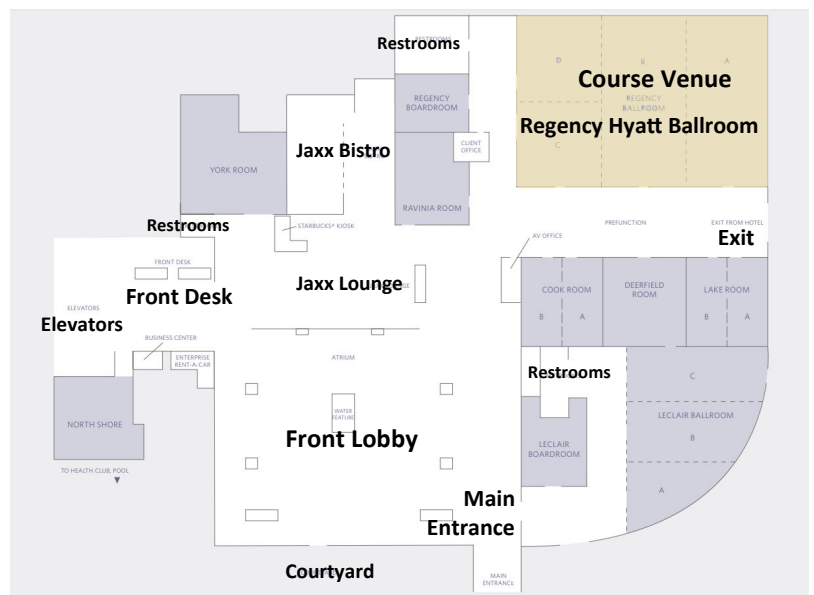 Restrooms
D
B
A
Course Venue
REGENCY
BALLROOM
Regency Hyatt Ballroom
C
REGENCY
BOARDROOM
Jaxx Bistro
CLIENT
OFFICE
YORK ROOM
RAVINIA ROOM
Restrooms
STARBUCKS® KIOSK
PREFUNCTION
EXIT FROM HOTEL
Exit
AV OFFICE
FRONT DESK
Front Desk
Jaxx Lounge
ELEVATORS
Elevators
COOK ROOM
B
A
DEERFIELD
ROOM
LAKE ROOM
B
A
BUSINESS CENTER
ENTERPRISE
RENT-A-CAR
ATRIUM
Restrooms
C
WATER
FEATURE
Front Lobby
NORTH SHORE
LECLAIR BALLROOM
B
LECLAIR
BOARDROOM
TO HEALTH CLUB, POOL
A
Main
Entrance
Courtyard
MAIN
ENTRANCE